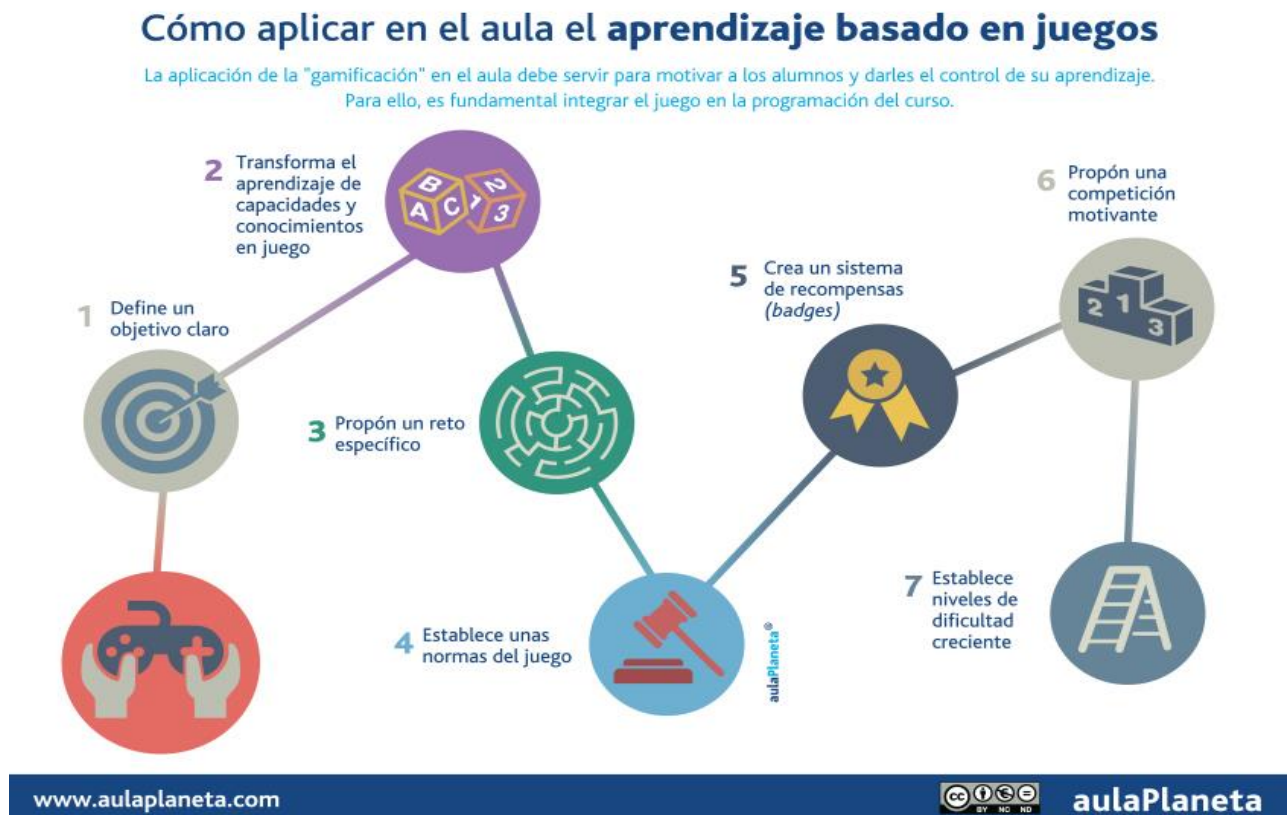 Cómo aplicar en el aula el aprendizaje basado en juegos
La aplicación de la "gamificación" en el aula debe servir para motivar a los alumnos y darles el control de su aprendizaje.
Para ello, es fundamental integrar el juego en la programación del curso.
1 Define un
objetivo claro
2 Transforma el
aprendizaje de
capacidades y
conocimientos
en juego
B
A C
1 2
3
3 Propón un reto
específico
4 Establece unas
normas del juego
aulaPlaneta®
5 Crea un sistema
de recompensas
(badges)
6 Propón una
competición
motivante
2 1 3
7 Establece
niveles de
dificultad
creciente
www.aulaplaneta.com
cc BY NC ND
aulaPlaneta